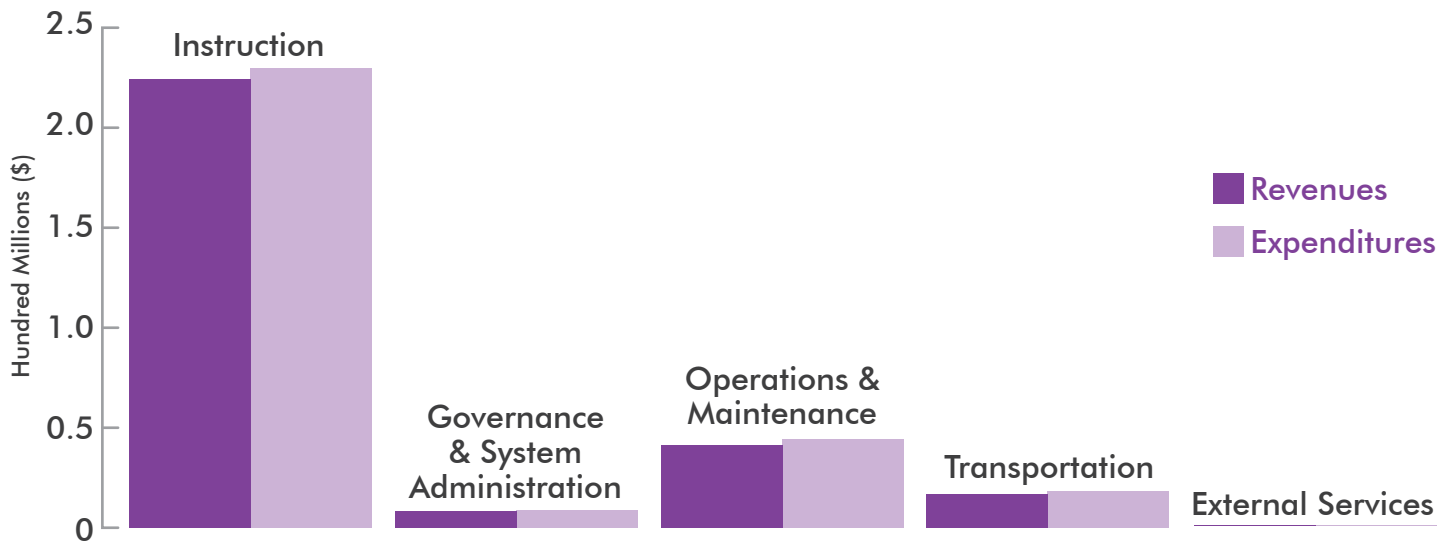 2.5
2.0
1.5
1.0
0.5
0
Hundred Millions ($)
Instruction
Governance
& System
Administration
Operations &
Maintenance
Transportation
External Services
Revenues
Expenditures